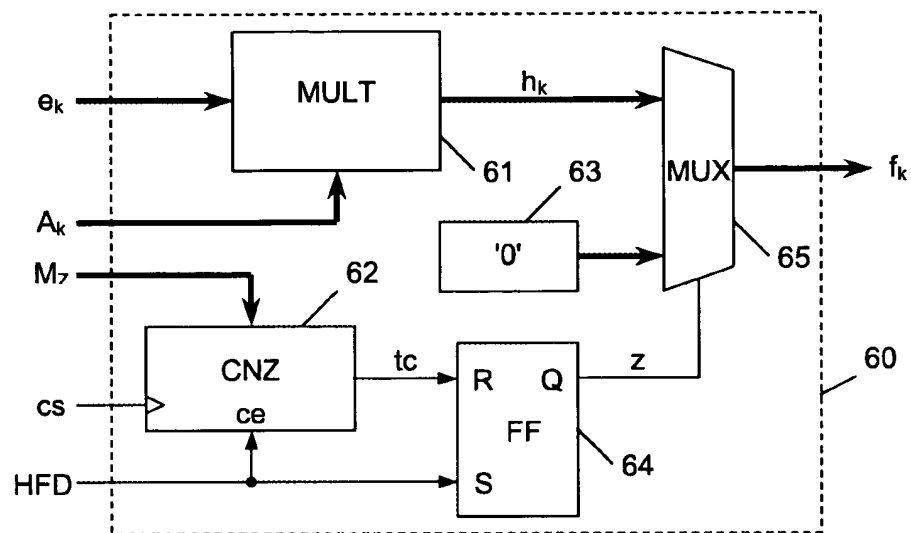 e_k
MULT
h_k
61
63
MUX
f_k
A_k
'0'
65
M_Z
62
CNZ
tc
R
Q
z
60
cs
ce
FF
64
HFD
S